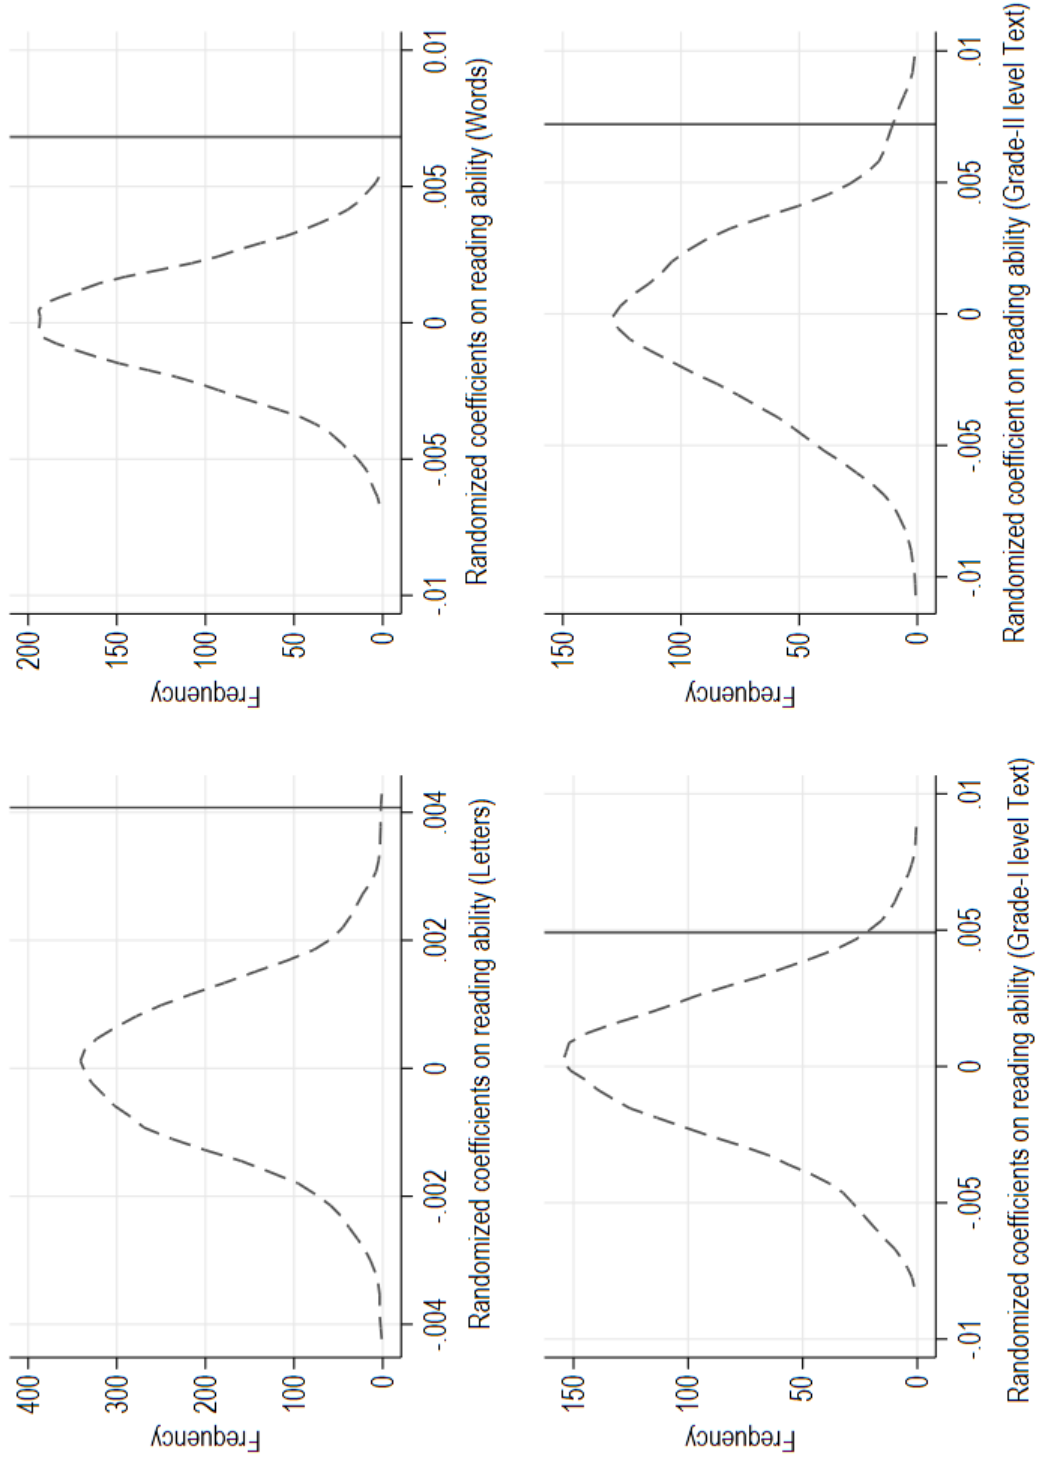 Frequency
400
300
200
100
0
-.004 -.002 0 .002 .004
Randomized coefficients on reading ability (Letters)
Frequency
200
150
100
50
0
-.01 -.005 0 .005 0.01
Randomized coefficients on reading ability (Words)
Frequency
150
100
50
0
-.01 -.005 0 .005 .01
Randomized coefficients on reading ability (Grade-I level Text)
Frequency
150
100
50
0
-.01 -.005 0 .005 .01
Randomized coefficient on reading ability (Grade-II level Text)